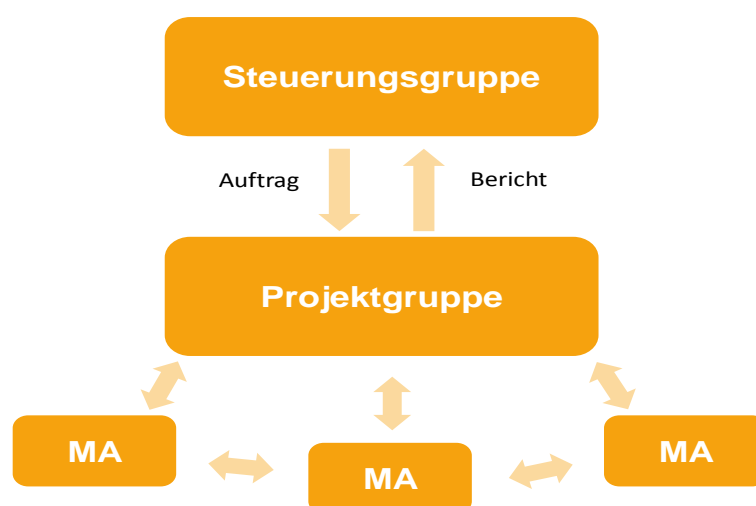 Steuerungsgruppe
Auftrag
Bericht
Projektgruppe
MA
MA
MA